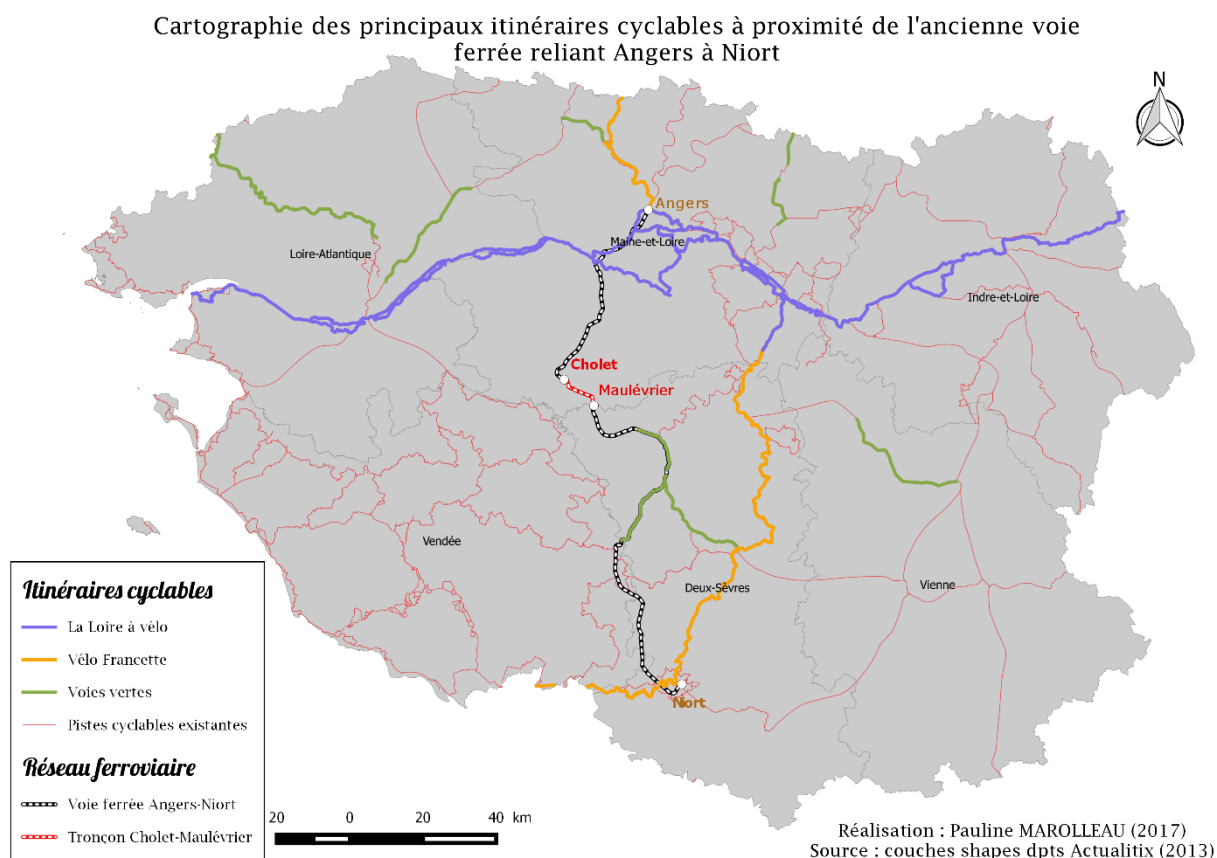 Cartographie des principaux itinéraires cyclables à proximité de l'ancienne voie
ferrée reliant Angers à Niort
N
Angers
Maine-et-Loire
Loire-Atlantique
Indre-et-Loire
Cholet
Maulévrier
Vendée
Deux-Sèvres
Vienne
Niort
Itinéraires cyclables
La Loire à vélo
Vélo Francette
Voies vertes
Pistes cyclables existantes
Réseau ferroviaire
Voie ferrée Angers-Niort
Tronçon Cholet-Maulévrier
20 0 20 40 km
Réalisation : Pauline MAROLLEAU (2017)
Source : couches shapes dpts Actualitix (2013)